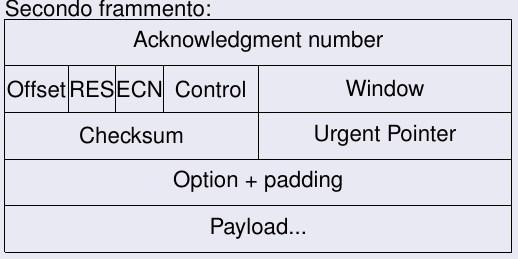 Secondo frammento:
Acknowledgment number
Offset RES ECN Control Window
Checksum Urgent Pointer
Option + padding
Payload...